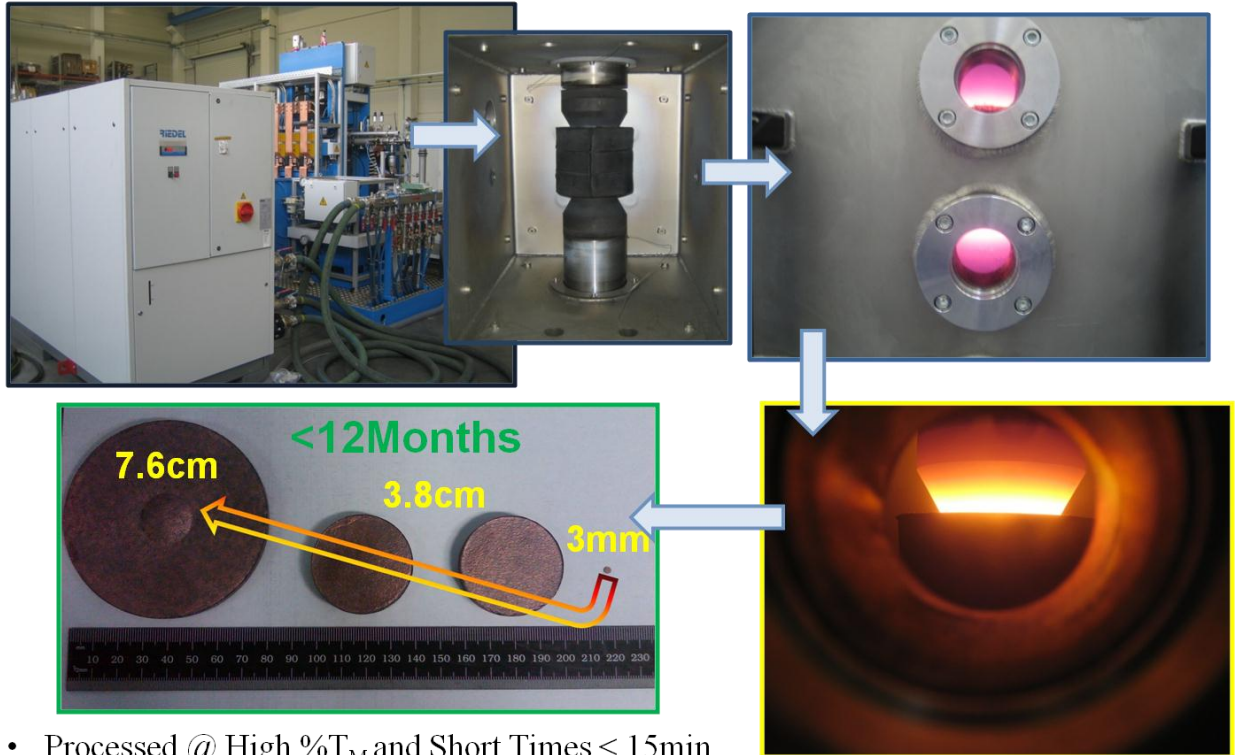 RIEDEL
<12Months
7.6cm
3.8cm
3mm
mm 10 20 30 40 50 60 70 80 90 100 110 120 130 140 150 160 170 180 190 200 210 220 230
• Processed @ High %T_M and Short Times < 15min